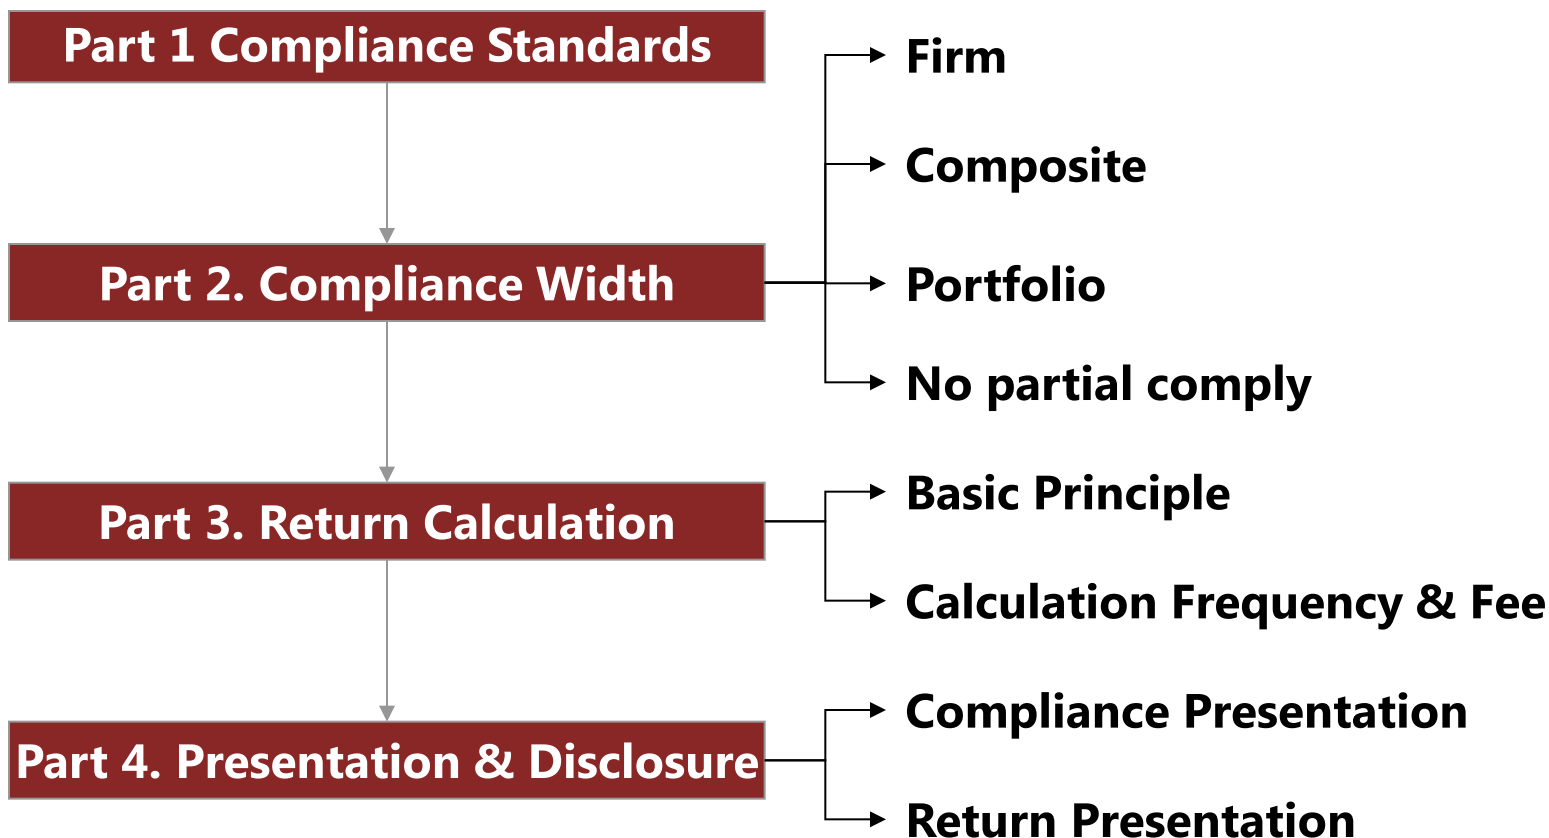 Part 1 Compliance Standards
Firm
Composite
Part 2. Compliance Width
Portfolio
No partial comply
Basic Principle
Part 3. Return Calculation
Calculation Frequency & Fee
Compliance Presentation
Part 4. Presentation & Disclosure
Return Presentation